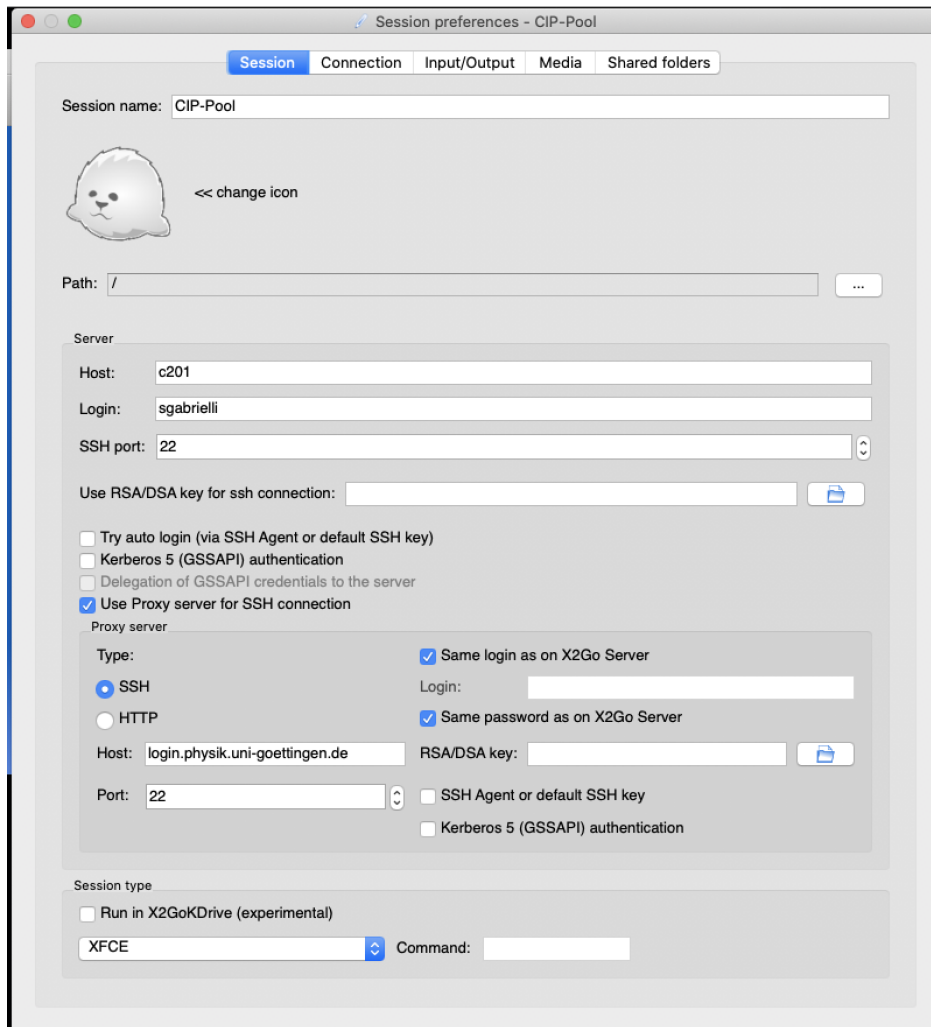 Session preferences - CIP-Pool
Session Connection Input/Output Media Shared folders
Session name: CIP-Pool
<< change icon
Path: / ...
Server
Host: c201
Login: sgabrielli
SSH port: 22
Use RSA/DSA key for ssh connection:
Try auto login (via SSH Agent or default SSH key)
Kerberos 5 (GSSAPI) authentication
Delegation of GSSAPI credentials to the server
Use Proxy server for SSH connection
Proxy server
Type: Same login as on X2Go Server
SSH Login:
HTTP Same password as on X2Go Server
Host: login.physik.uni-goettingen.de RSA/DSA key:
Port: 22 SSH Agent or default SSH key
Kerberos 5 (GSSAPI) authentication
Session type
Run in X2GoKDrive (experimental)
XFCE Command: